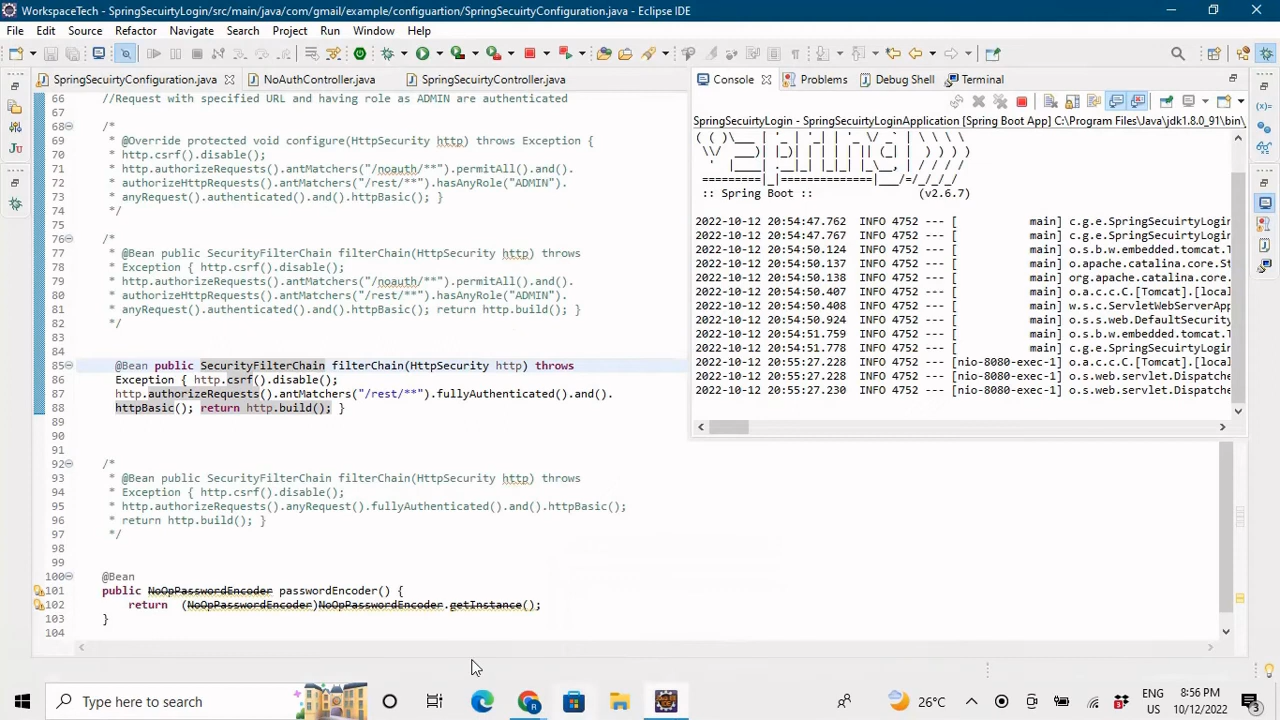 WorkspaceTech - SpringSecuirtyLogin/src/main/java/com/gmail/example/configuartion/SpringSecuirtyConfiguration.java - Eclipse IDE
File Edit Source Refactor Navigate Search Project Run Window Help
SpringSecuirtyConfiguration.java NoAuthController.java SpringSecuirtyController.java
66 //Request with specified URL and having role as ADMIN are authenticated
67
68 /*
69 * @Override protected void configure(HttpSecurity http) throws Exception {
70 * http.csrf().disable();
71 * http.authorizeHttpRequests().antMatchers("/noauth/**").permitAll().and().
72 * authorizeHttpRequests().antMatchers("/rest/**").hasAnyRole("ADMIN").
73 * anyRequest().authenticated().and().httpBasic(); }
74 */
75
76 /*
77 * @Bean public SecurityFilterChain filterChain(HttpSecurity http) throws
78 * Exception { http.csrf().disable();
79 * http.authorizeHttpRequests().antMatchers("/noauth/**").permitAll().and().
80 * authorizeHttpRequests().antMatchers("/rest/**").hasAnyRole("ADMIN").
81 * anyRequest().authenticated().and().httpBasic(); return http.build(); }
82 */
83
84
85 @Bean public SecurityFilterChain filterChain(HttpSecurity http) throws
86 Exception { http.csrf().disable();
87 http.authorizeRequests().antMatchers("/rest/**").fullyAuthenticated().and().
88 httpBasic(); return http.build(); }
89
90
91
92 /*
93 * @Bean public SecurityFilterChain filterChain(HttpSecurity http) throws
94 * Exception { http.csrf().disable();
95 * http.authorizeRequests().anyRequest().fullyAuthenticated().and().httpBasic();
96 * return http.build(); }
97 */
98
99
100 @Bean
101 public NoOpPasswordEncoder passwordEncoder() {
102 return (NoOpPasswordEncoder)NoOpPasswordEncoder.getInstance();
103 }
104
Console Problems Debug Shell Terminal
SpringSecuirtyLogin - SpringSecuirtyLoginApplication [Spring Boot App] C:\Program Files\Java\jdk1.8.0_91\bin\
( ( )\___ | '_ | '_| | '_ \/ _` | \ \ \ \
\\/ ___)| |_)| | | | | || (_| | ) ) ) )
' |____| .__|_| |_|_| |_\__, | / / / /
=========|_|==============|___/=/_/_/_/
:: Spring Boot :: (v2.6.7)
2022-10-12 20:54:47.762 INFO 4752 --- [ main] c.g.e.SpringSecuirtyLogin
2022-10-12 20:54:47.767 INFO 4752 --- [ main] c.g.e.SpringSecuirtyLogin
2022-10-12 20:54:50.124 INFO 4752 --- [ main] o.s.b.w.embedded.tomcat.T
2022-10-12 20:54:50.137 INFO 4752 --- [ main] o.apache.catalina.core.St
2022-10-12 20:54:50.138 INFO 4752 --- [ main] org.apache.catalina.core.
2022-10-12 20:54:50.407 INFO 4752 --- [ main] o.a.c.c.C.[Tomcat].[local
2022-10-12 20:54:50.408 INFO 4752 --- [ main] w.s.c.ServletWebServerApp
2022-10-12 20:54:50.924 INFO 4752 --- [ main] o.s.s.web.DefaultSecurity
2022-10-12 20:54:51.759 INFO 4752 --- [ main] o.s.b.w.embedded.tomcat.T
2022-10-12 20:54:51.778 INFO 4752 --- [ main] c.g.e.SpringSecuirtyLogin
2022-10-12 20:55:27.228 INFO 4752 --- [nio-8080-exec-1] o.a.c.c.C.[Tomcat].[local
2022-10-12 20:55:27.228 INFO 4752 --- [nio-8080-exec-1] o.s.web.servlet.Dispatche
2022-10-12 20:55:27.230 INFO 4752 --- [nio-8080-exec-1] o.s.web.servlet.Dispatche
Type here to search
26°C
ENG
US
8:56 PM
10/12/2022
3